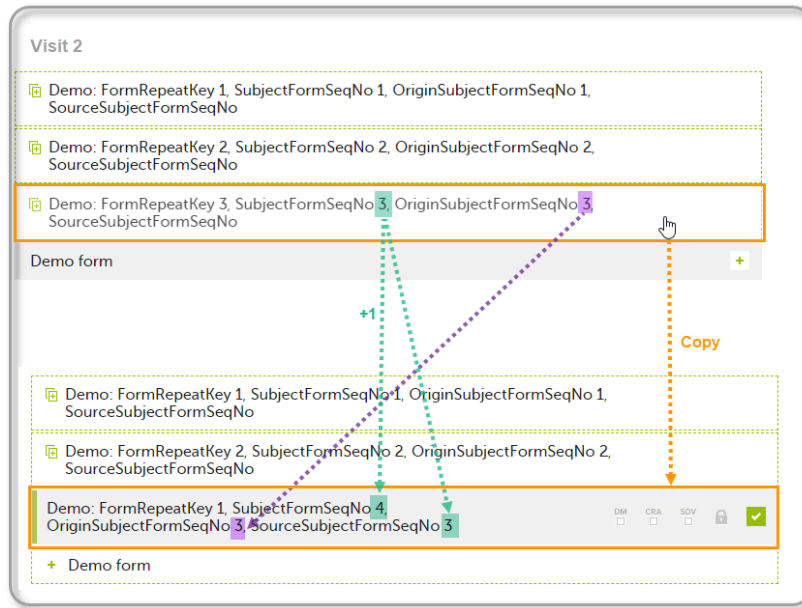 Visit 2
Demo: FormRepeatKey 1, SubjectFormSeqNo 1, OriginSubjectFormSeqNo 1,
SourceSubjectFormSeqNo
Demo: FormRepeatKey 2, SubjectFormSeqNo 2, OriginSubjectFormSeqNo 2,
SourceSubjectFormSeqNo
Demo: FormRepeatKey 3, SubjectFormSeqNo 3, OriginSubjectFormSeqNo 3,
SourceSubjectFormSeqNo
Demo form +
+1
Copy
Demo: FormRepeatKey 1, SubjectFormSeqNo 1, OriginSubjectFormSeqNo 1,
SourceSubjectFormSeqNo
Demo: FormRepeatKey 2, SubjectFormSeqNo 2, OriginSubjectFormSeqNo 2,
SourceSubjectFormSeqNo
Demo: FormRepeatKey 1, SubjectFormSeqNo 4,
OriginSubjectFormSeqNo 3, SourceSubjectFormSeqNo 3
DM CRA SDV
+ Demo form